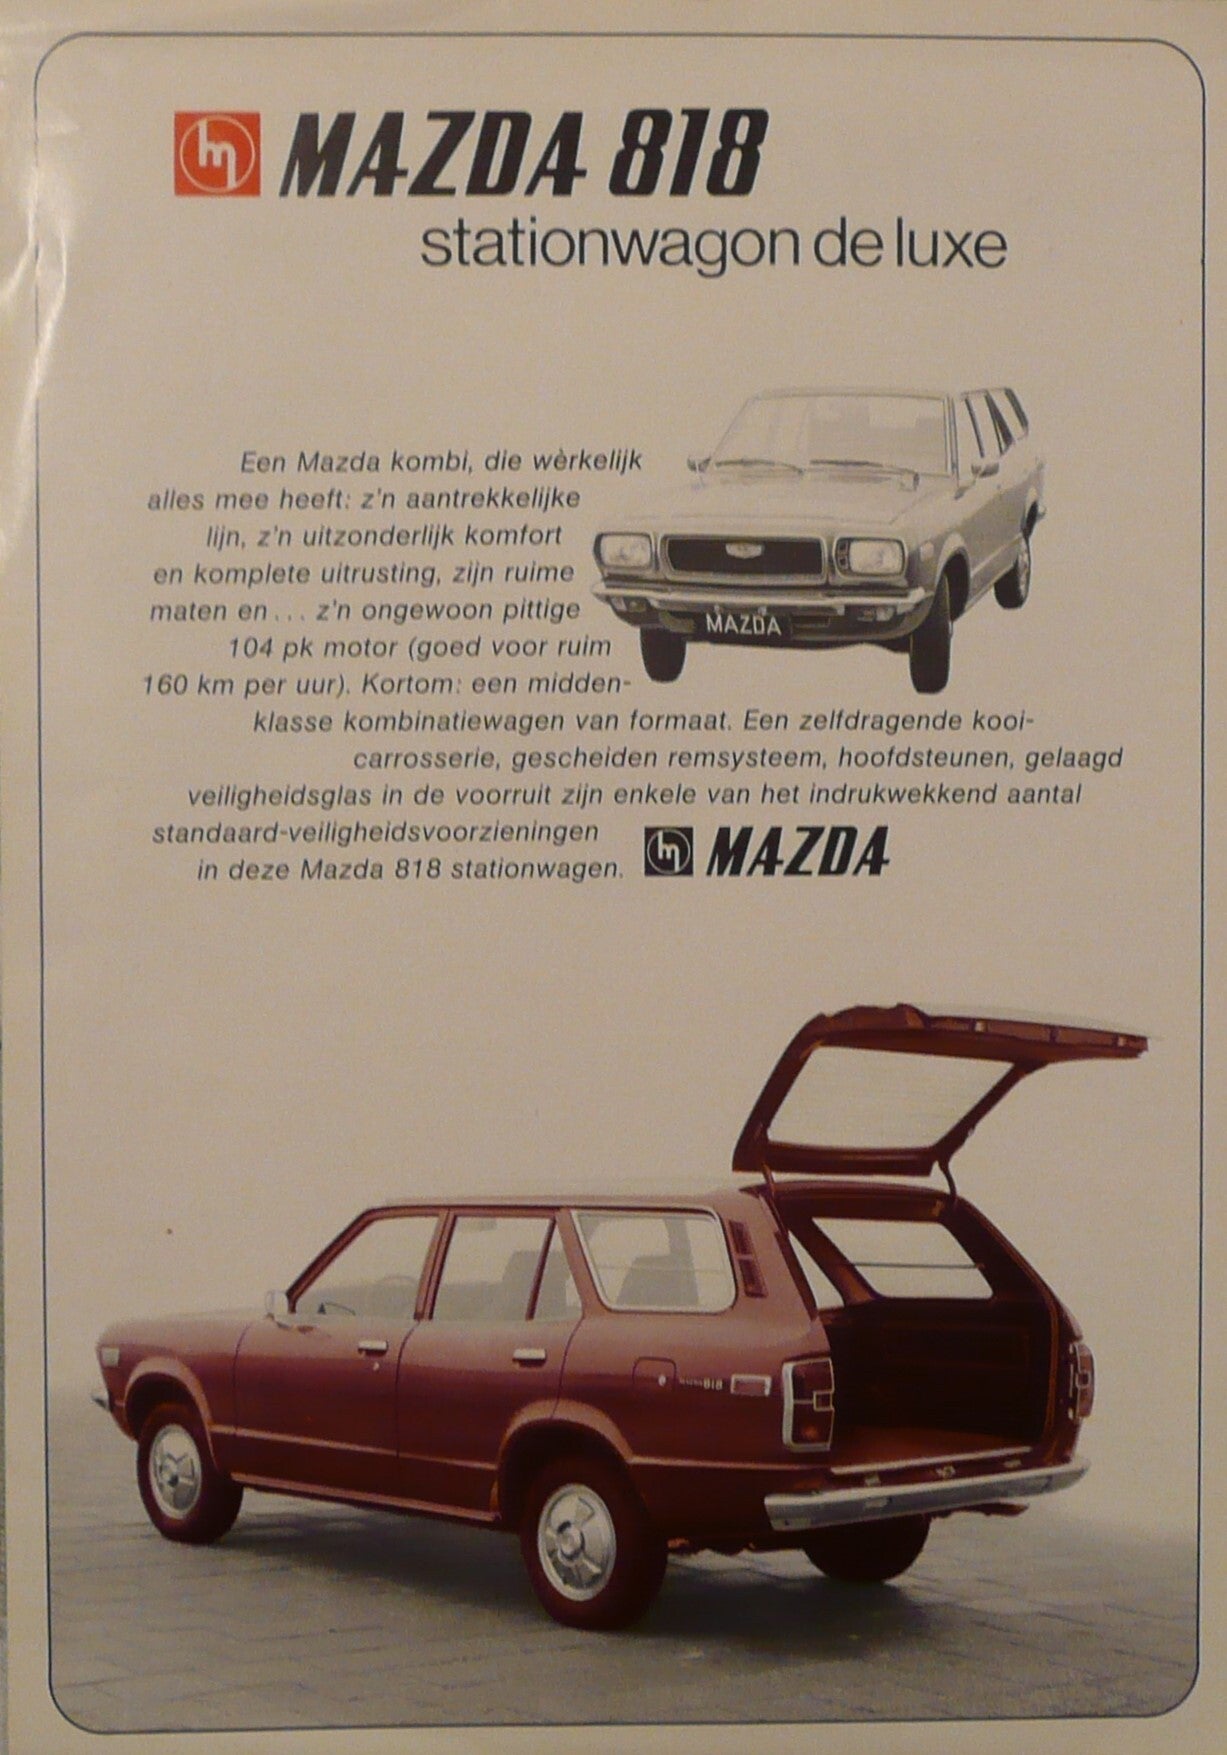 MAZDA 818
stationwagon de luxe
Een Mazda kombi, die wèrkelijk
alles mee heeft: z'n aantrekkelijke
lijn, z'n uitzonderlijk komfort
en komplete uitrusting, zijn ruime
maten en... z'n ongewoon pittige
104 pk motor (goed voor ruim
160 km per uur). Kortom: een midden-
klasse kombinatiewagen van formaat. Een zelfdragende kooi-
carrosserie, gescheiden remsysteem, hoofdsteunen, gelaagd
veiligheidsglas in de voorruit zijn enkele van het indrukwekkend aantal
standaard-veiligheidsvoorzieningen
in deze Mazda 818 stationwagen.
MAZDA
MAZDA
818